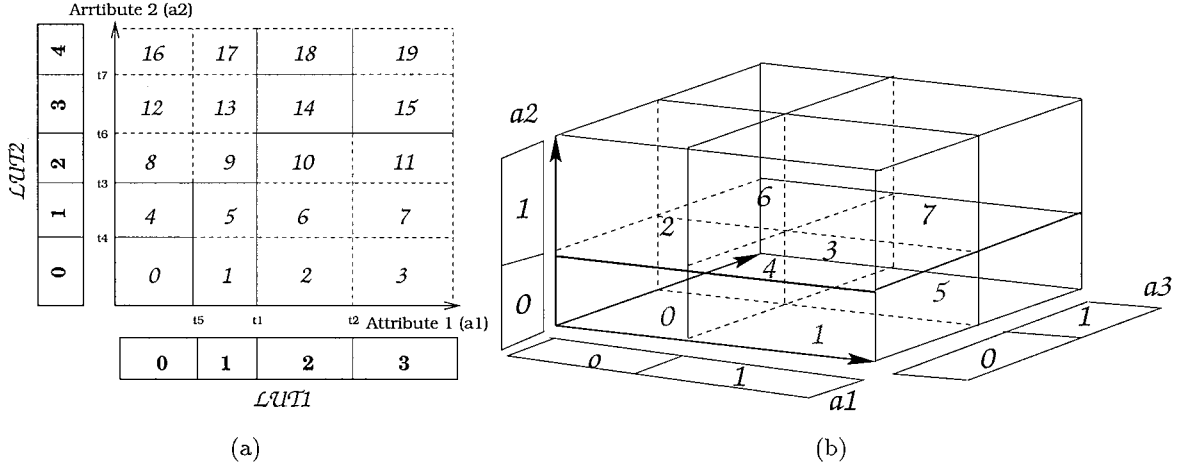 Arrtibute 2 (a2)
4 16 17 18 19
t7
3 12 13 14 15
t6
LUT2
2 8 9 10 11
t3
1 4 5 6 7
t4
0 0 1 2 3
t5 t1 t2 Attribute 1 (a1)
0 1 2 3
LUT1
(a)
a2
1
0
6
7
2
3
4
5
0
1
a3
1
0
o
1
a1
(b)